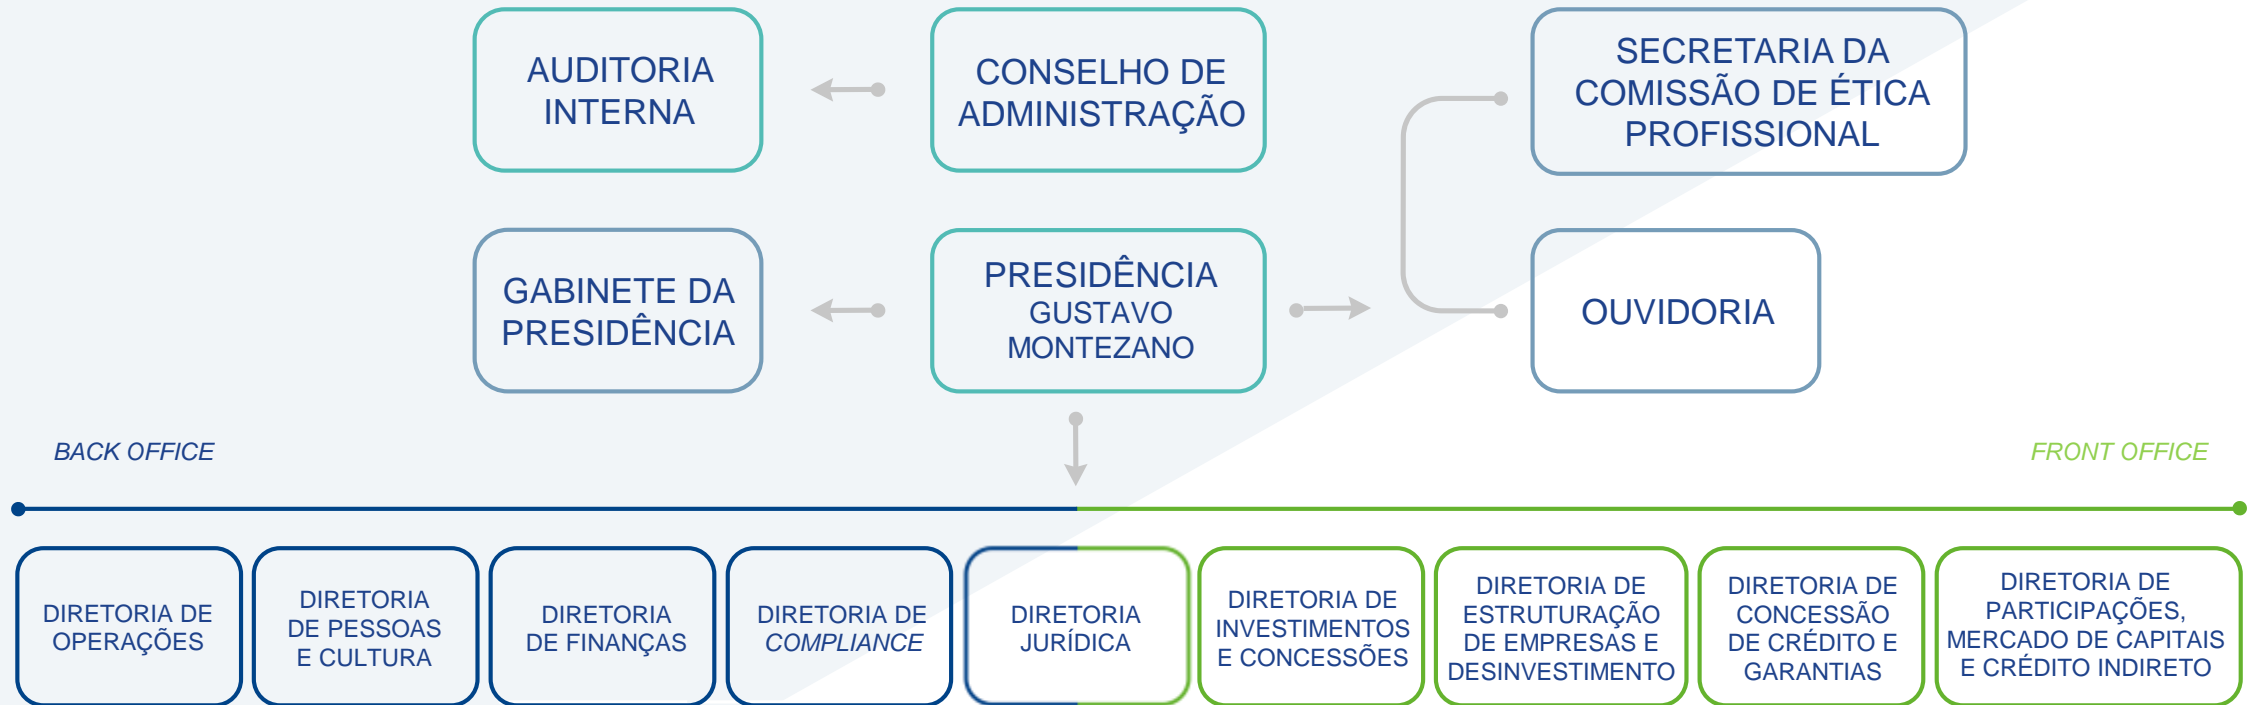 AUDITORIA
INTERNA
CONSELHO DE
ADMINISTRAÇÃO
SECRETARIA DA
COMISSÃO DE ÉTICA
PROFISSIONAL
GABINETE DA
PRESIDÊNCIA
PRESIDÊNCIA
GUSTAVO
MONTEZANO
OUVIDORIA
BACK OFFICE
FRONT OFFICE
DIRETORIA DE
OPERAÇÕES
DIRETORIA
DE PESSOAS
E CULTURA
DIRETORIA
DE FINANÇAS
DIRETORIA DE
COMPLIANCE
DIRETORIA
JURÍDICA
DIRETORIA DE
INVESTIMENTOS
E CONCESSÕES
DIRETORIA DE
ESTRUTURAÇÃO
DE EMPRESAS E
DESINVESTIMENTO
DIRETORIA DE
CONCESSÃO
DE CRÉDITO E
GARANTIAS
DIRETORIA DE
PARTICIPAÇÕES,
MERCADO DE CAPITAIS
E CRÉDITO INDIRETO